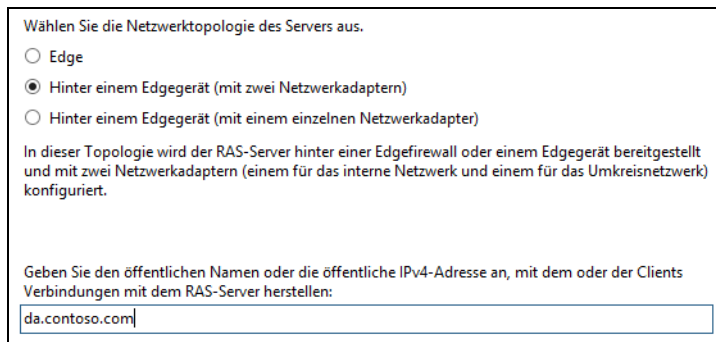 Wählen Sie die Netzwerktopologie des Servers aus.
Edge
Hinter einem Edgegerät (mit zwei Netzwerkadaptern)
Hinter einem Edgegerät (mit einem einzelnen Netzwerkadapter)
In dieser Topologie wird der RAS-Server hinter einer Edgefirewall oder einem Edgegerät bereitgestellt
und mit zwei Netzwerkadaptern (einem für das interne Netzwerk und einem für das Umkreisnetzwerk)
konfiguriert.
Geben Sie den öffentlichen Namen oder die öffentliche IPv4-Adresse an, mit dem oder der Clients
Verbindungen mit dem RAS-Server herstellen:
da.contoso.com